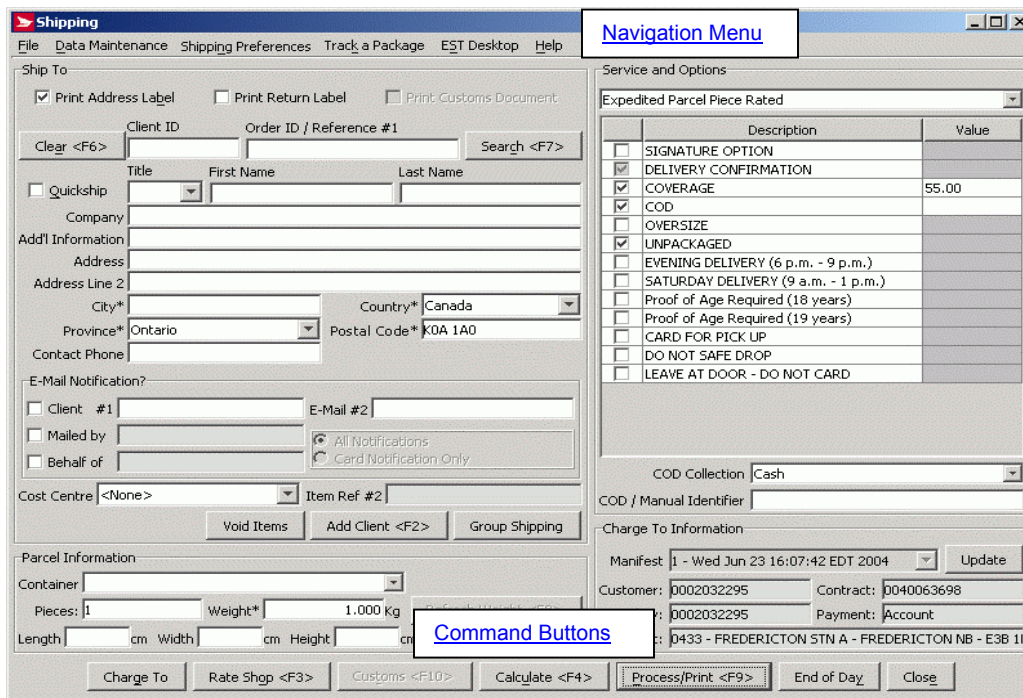 Shipping
Navigation Menu
File Data Maintenance Shipping Preferences Track a Package EST Desktop Help
Ship To
Print Address Label Print Return Label Print Customs Document
Client ID Order ID / Reference #1
Clear <F6> Search <F7>
Title First Name Last Name
Quickship
Company
Add'l Information
Address
Address Line 2
City* Country* Canada
Province* Ontario Postal Code* K0A 1A0
Contact Phone
E-Mail Notification?
Client #1 E-Mail #2
Mailed by All Notifications
Behalf of Card Notification Only
Cost Centre <None> Item Ref #2
Void Items Add Client <F2> Group Shipping
Parcel Information
Container
Pieces: 1 Weight* 1.000 Kg
Length cm Width cm Height
Command Buttons
Service and Options
Expedited Parcel Piece Rated
Description Value
SIGNATURE OPTION
DELIVERY CONFIRMATION
COVERAGE 55.00
COD
OVERSIZE
UNPACKAGED
EVENING DELIVERY (6 p.m. - 9 p.m.)
SATURDAY DELIVERY (9 a.m. - 1 p.m.)
Proof of Age Required (18 years)
Proof of Age Required (19 years)
CARD FOR PICK UP
DO NOT SAFE DROP
LEAVE AT DOOR - DO NOT CARD
COD Collection Cash
COD / Manual Identifier
Charge To Information
Manifest 1 - Wed Jun 23 16:07:42 EDT 2004 Update
Customer: 0002032295 Contract: 0040063698
0002032295 Payment: Account
0433 - FREDERICTON STN A - FREDERICTON NB - E3B
Charge To Rate Shop <F3> Customs <F10> Calculate <F4> Process/Print <F9> End of Day Close